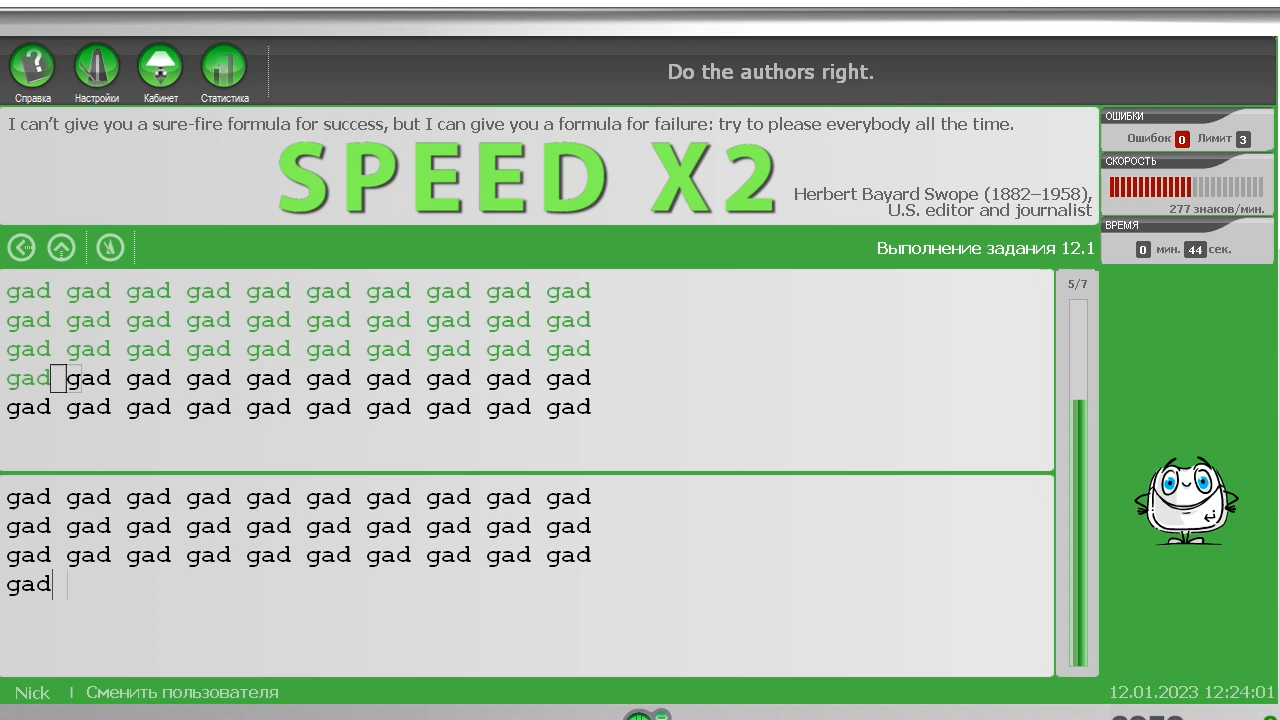 Справка Настройки Кабинет Статистика
Do the authors right.
I can't give you a sure-fire formula for success, but I can give you a formula for failure: try to please everybody all the time.
SPEED X2
Herbert Bayard Swope (1882–1958),
U.S. editor and journalist
ОШИБКИ
Ошибок 0 Лимит 3
СКОРОСТЬ
277 знаков/мин.
ВРЕМЯ
0 мин. 44 сек.
Выполнение задания 12.1
5/7
gad gad gad gad gad gad gad gad gad gad
gad gad gad gad gad gad gad gad gad gad
gad gad gad gad gad gad gad gad gad gad
gad gad gad gad gad gad gad gad gad gad
gad gad gad gad gad gad gad gad gad gad
gad gad gad gad gad gad gad gad gad gad
gad gad gad gad gad gad gad gad gad gad
gad gad gad gad gad gad gad gad gad gad
gad
Nick | Сменить пользователя
12.01.2023 12:24:01